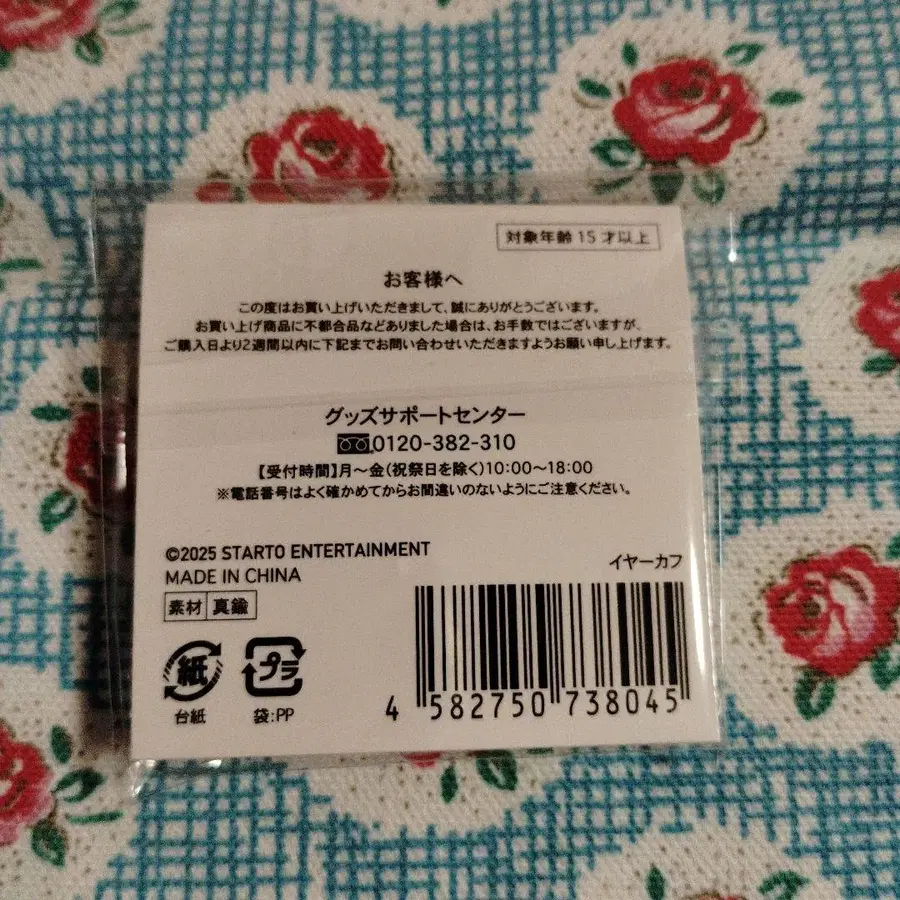 対象年齢 15 才以上
お客様へ
この度はお買い上げいただきまして、誠にありがとうございます。
お買い上げ商品に不都合品などありました場合は、お手数ではございますが、
ご購入日より2週間以内に下記までお問い合わせいただきますようお願い申し上げます。
グッズサポートセンター
0120-382-310
【受付時間】月～金(祝祭日を除く)10:00～18:00
※電話番号はよく確かめてからお間違いのないようにご注意ください。
©2025 STARTO ENTERTAINMENT
MADE IN CHINA
イヤーカフ
素材 真鍮
紙 プラ
台紙 袋:PP
4 582750 738045